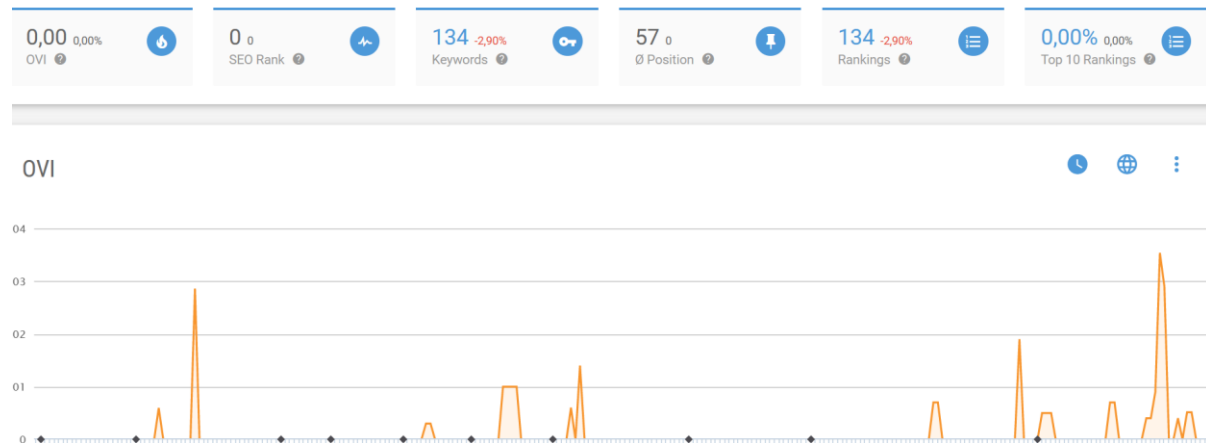 0,00 0,00%
OVI ?
0 0
SEO Rank ?
134 -2,90%
Keywords ?
57 0
Ø Position ?
134 -2,90%
Rankings ?
0,00% 0,00%
Top 10 Rankings ?
OVI
04
03
02
01
0